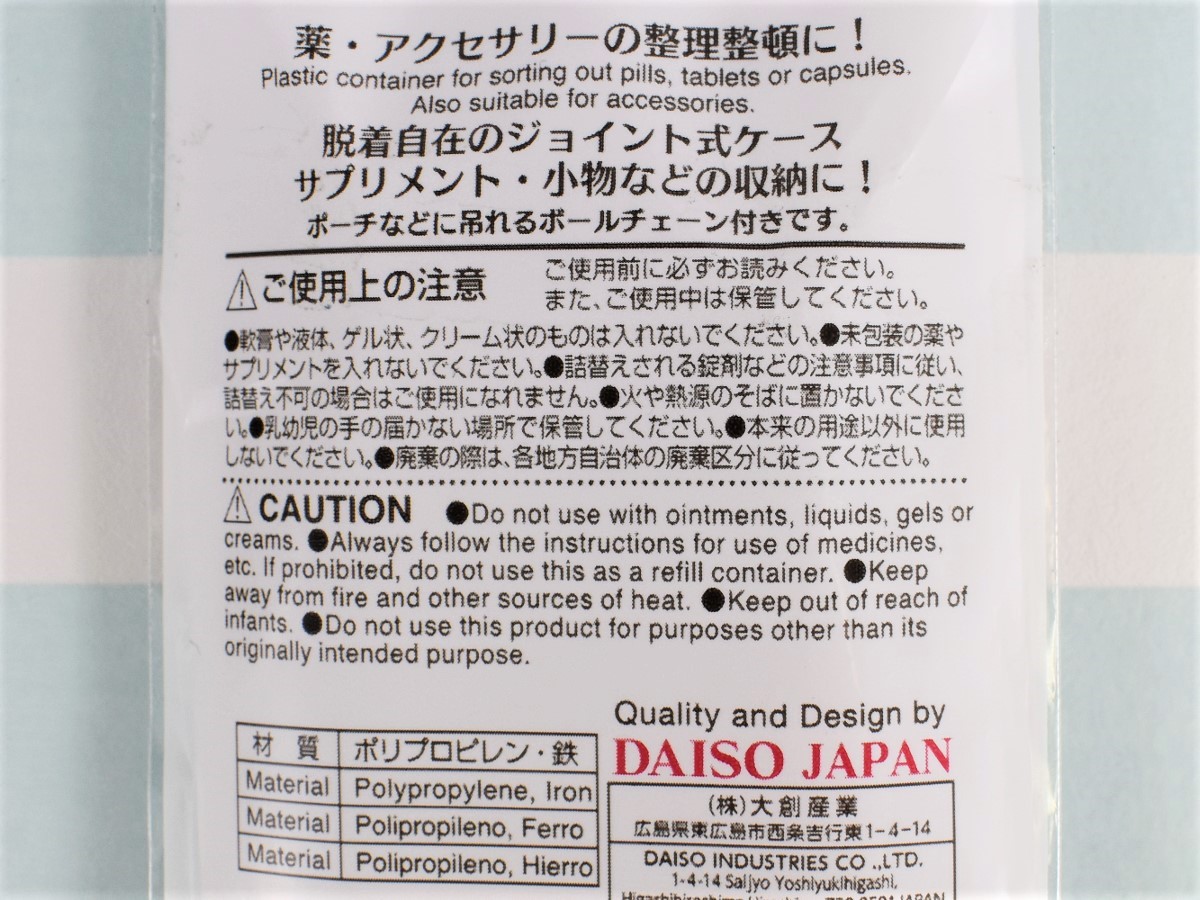 薬・アクセサリーの整理整頓に!
Plastic container for sorting out pills, tablets or capsules.
Also suitable for accessories.
脱着自在のジョイント式ケース
サプリメント・小物などの収納に!
ポーチなどに吊れるボールチェーン付きです。
⚠ご使用上の注意
ご使用前に必ずお読みください。
また、ご使用中は保管してください。
●軟膏や液体、ゲル状、クリーム状のものは入れないでください。●未包装の薬や
サプリメントを入れないでください。●詰替えされる錠剤などの注意事項に従い、
詰替え不可の場合はご使用になれません。●火や熱源のそばに置かないでくださ
い。●乳幼児の手の届かない場所で保管してください。●本来の用途以外に使用
しないでください。●廃棄の際は、各地方自治体の廃棄区分に従ってください。
⚠CAUTION ●Do not use with ointments, liquids, gels or
creams. ●Always follow the instructions for use of medicines,
etc. If prohibited, do not use this as a refill container. ●Keep
away from fire and other sources of heat. ●Keep out of reach of
infants. ●Do not use this product for purposes other than its
originally intended purpose.
材質 ポリプロピレン・鉄
Material Polypropylene, Iron
Material Polipropileno, Ferro
Material Polipropileno, Hierro
Quality and Design by
DAISO JAPAN
(株)大創産業
広島県東広島市西条吉行東1-4-14
DAISO INDUSTRIES CO .,LTD.
1-4-14 Saijyo Yoshiyukihigashi,